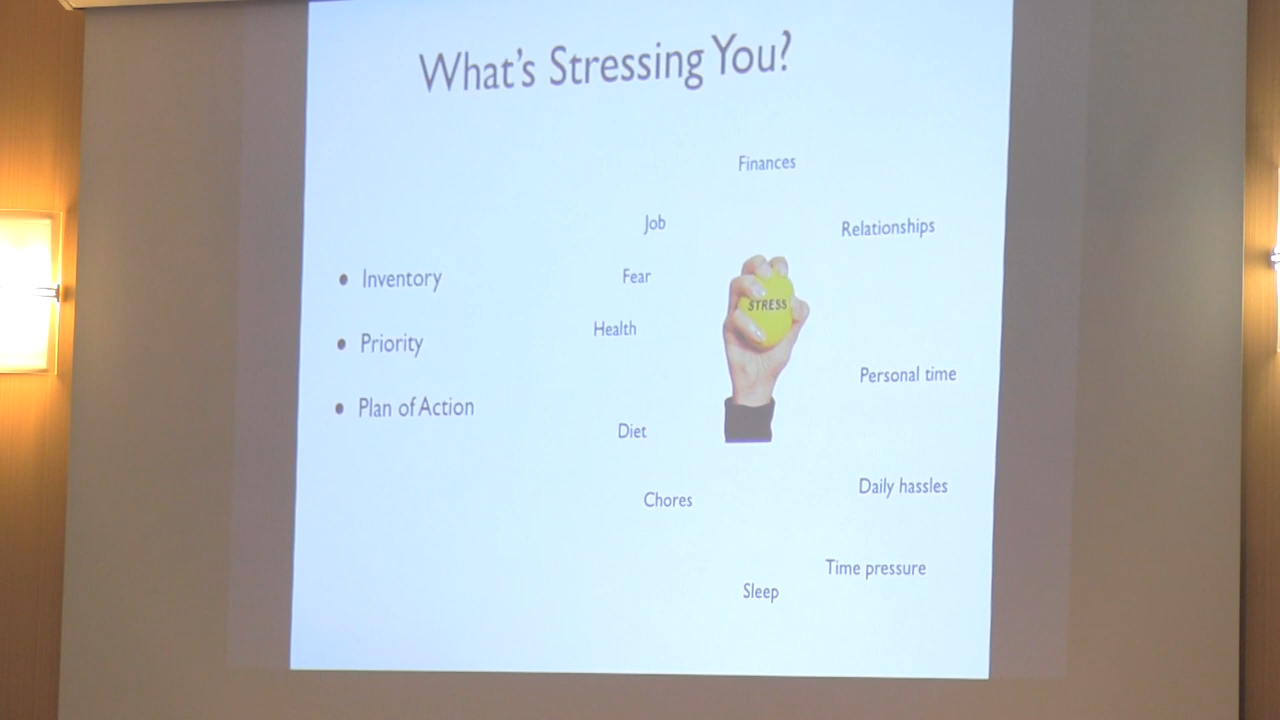 What's Stressing You?
• Inventory
• Priority
• Plan of Action
Finances
Job
Relationships
Fear
STRESS
Health
Personal time
Diet
Daily hassles
Chores
Time pressure
Sleep